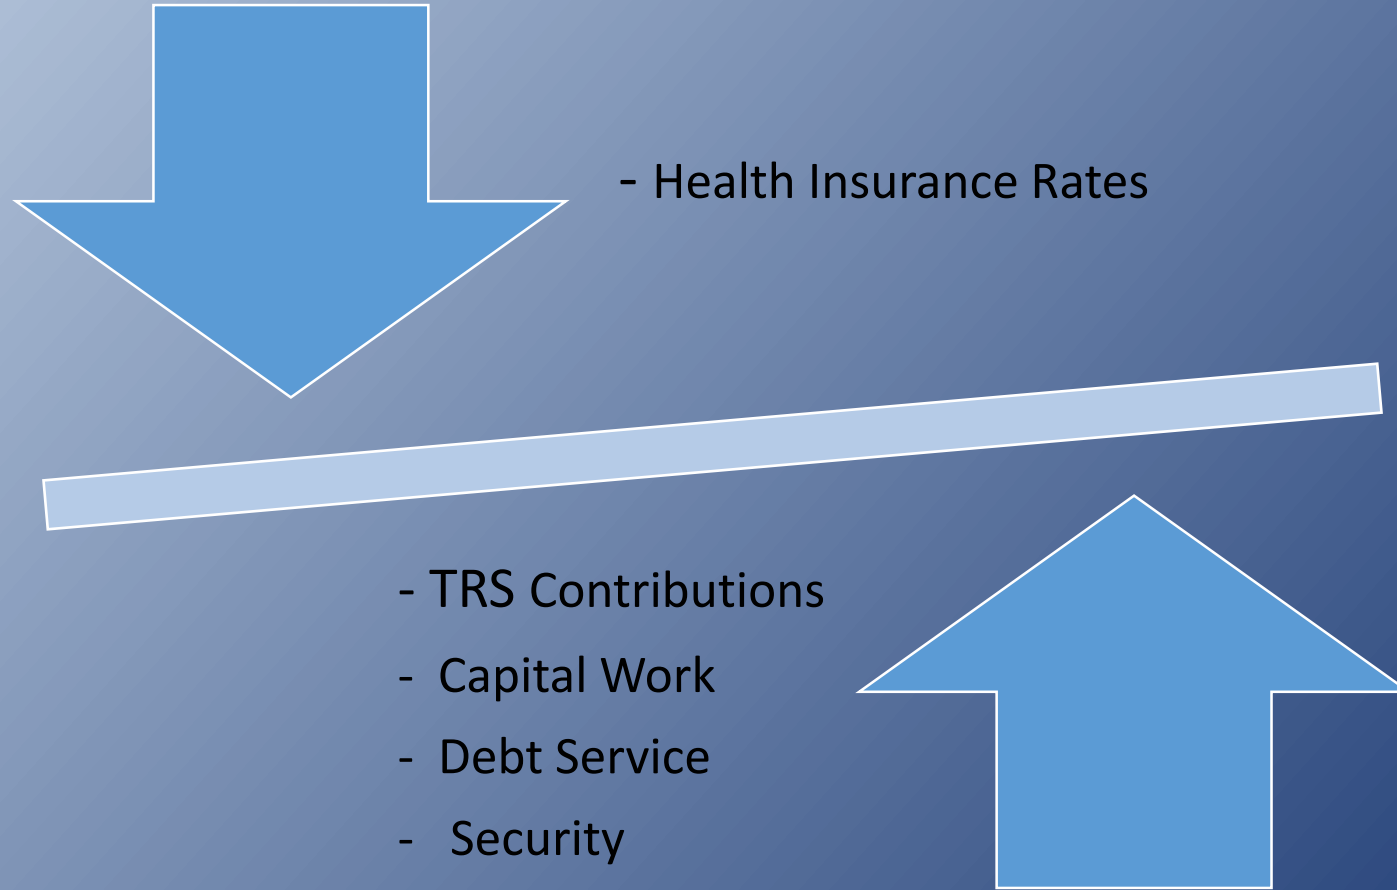 - Health Insurance Rates
- TRS Contributions
- Capital Work
- Debt Service
- Security